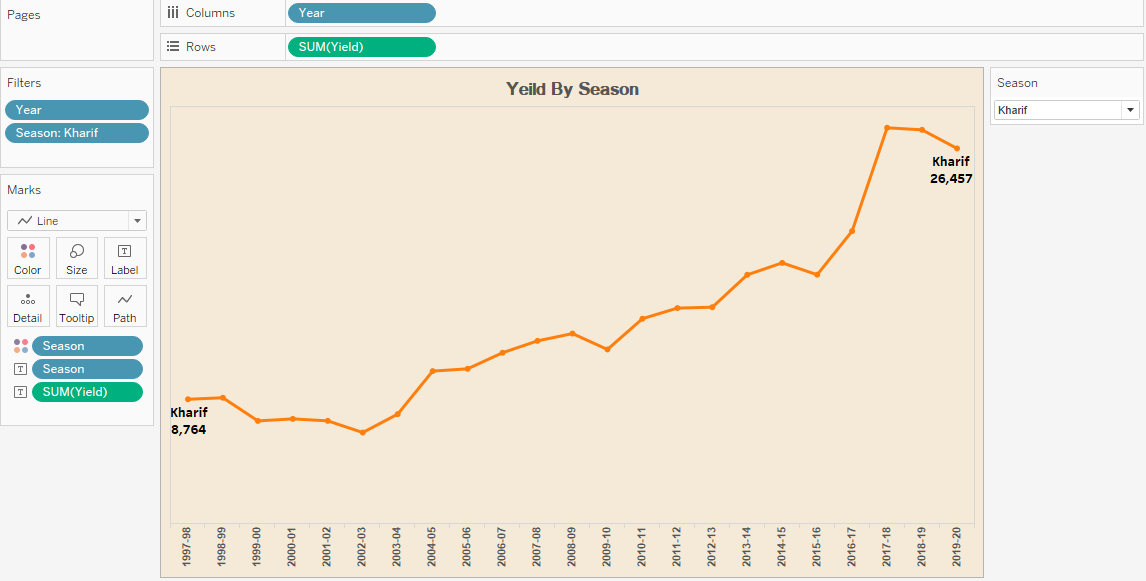 Pages
Columns
Year
Rows
SUM(Yield)
Filters
Year
Season: Kharif
Marks
Line
Color
Size
Label
Detail
Tooltip
Path
Season
Season
SUM(Yield)
Yeild By Season
Kharif
8,764
Kharif
26,457
1997-98
1998-99
1999-00
2000-01
2001-02
2002-03
2003-04
2004-05
2005-06
2006-07
2007-08
2008-09
2009-10
2010-11
2011-12
2012-13
2013-14
2014-15
2015-16
2016-17
2017-18
2018-19
2019-20
Season
Kharif